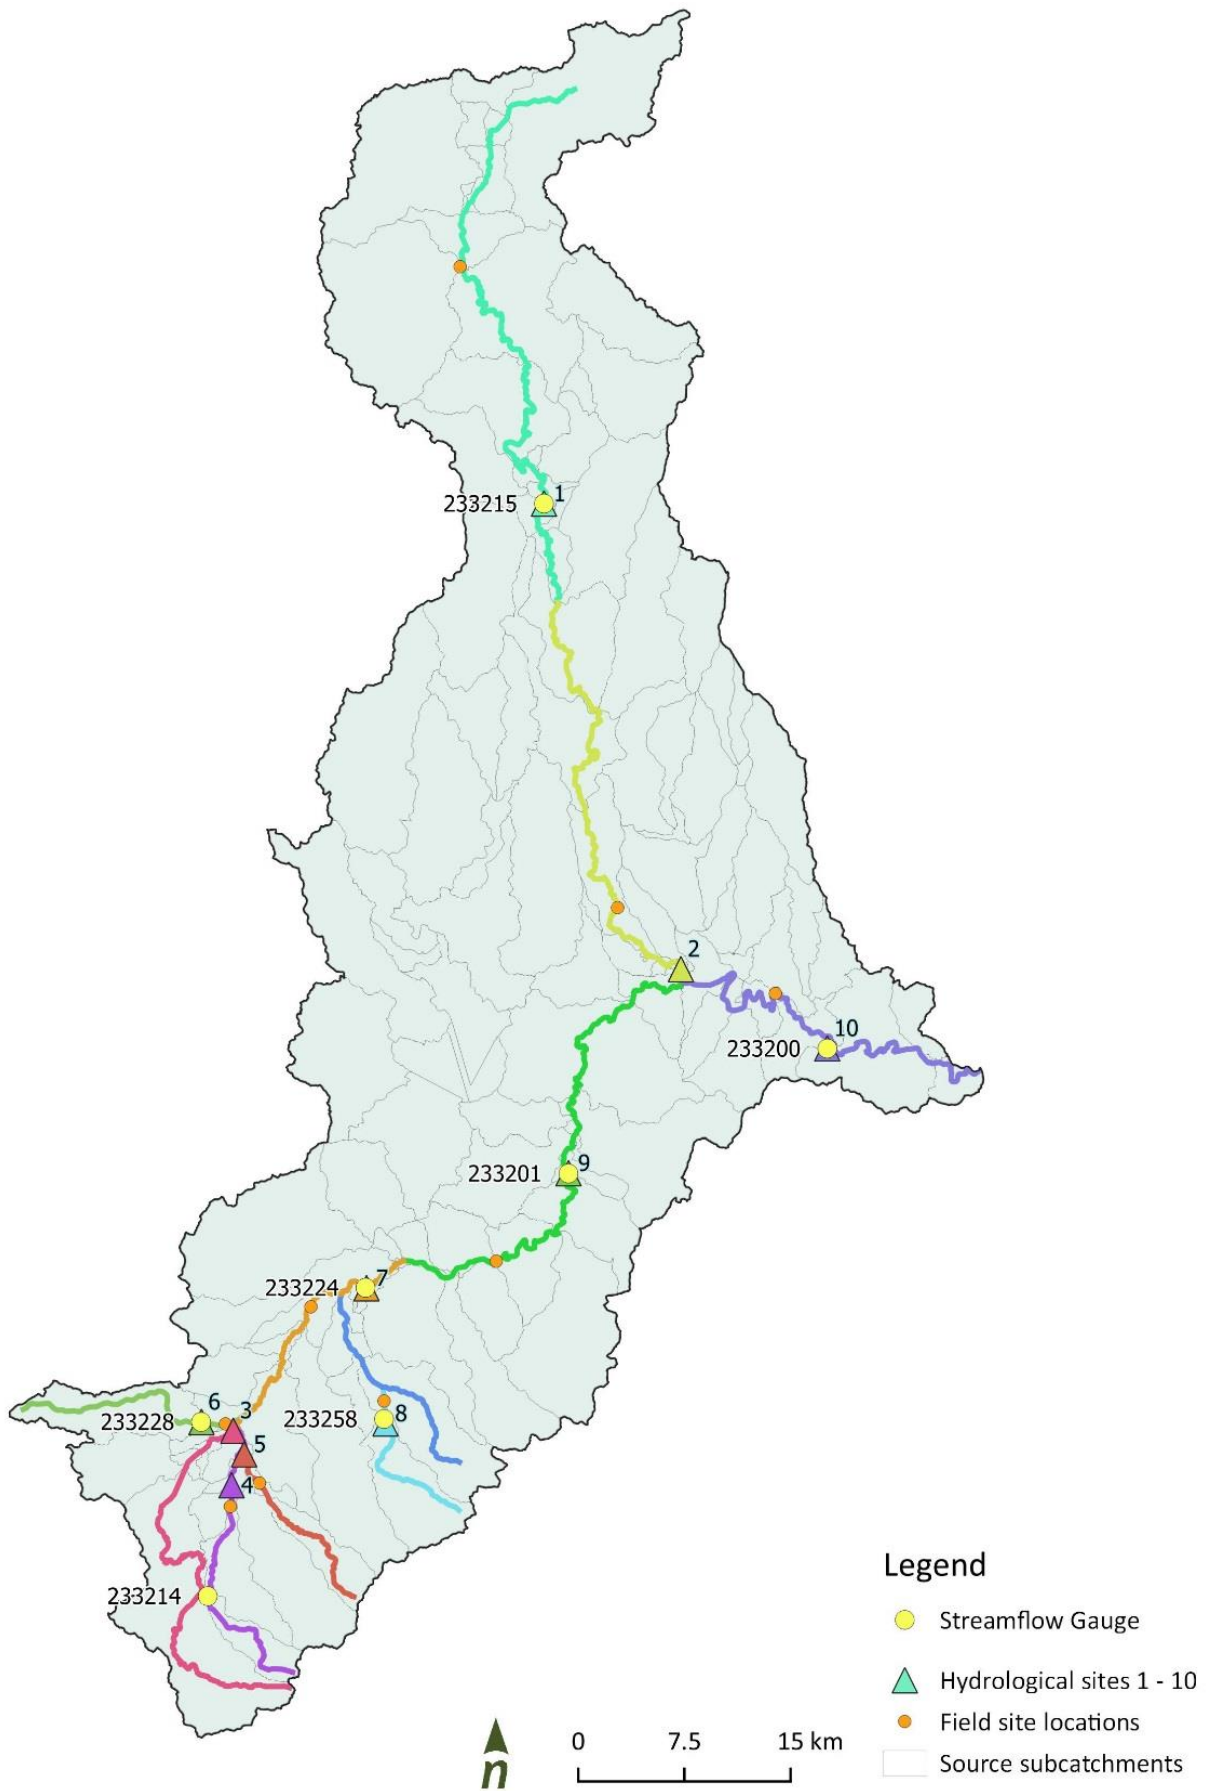 1
233215
2
10
233200
9
233201
7
233224
6
3
8
233228
233258
5
4
233214
Legend
Streamflow Gauge
Hydrological sites 1 - 10
Field site locations
Source subcatchments
n
0 7.5 15 km